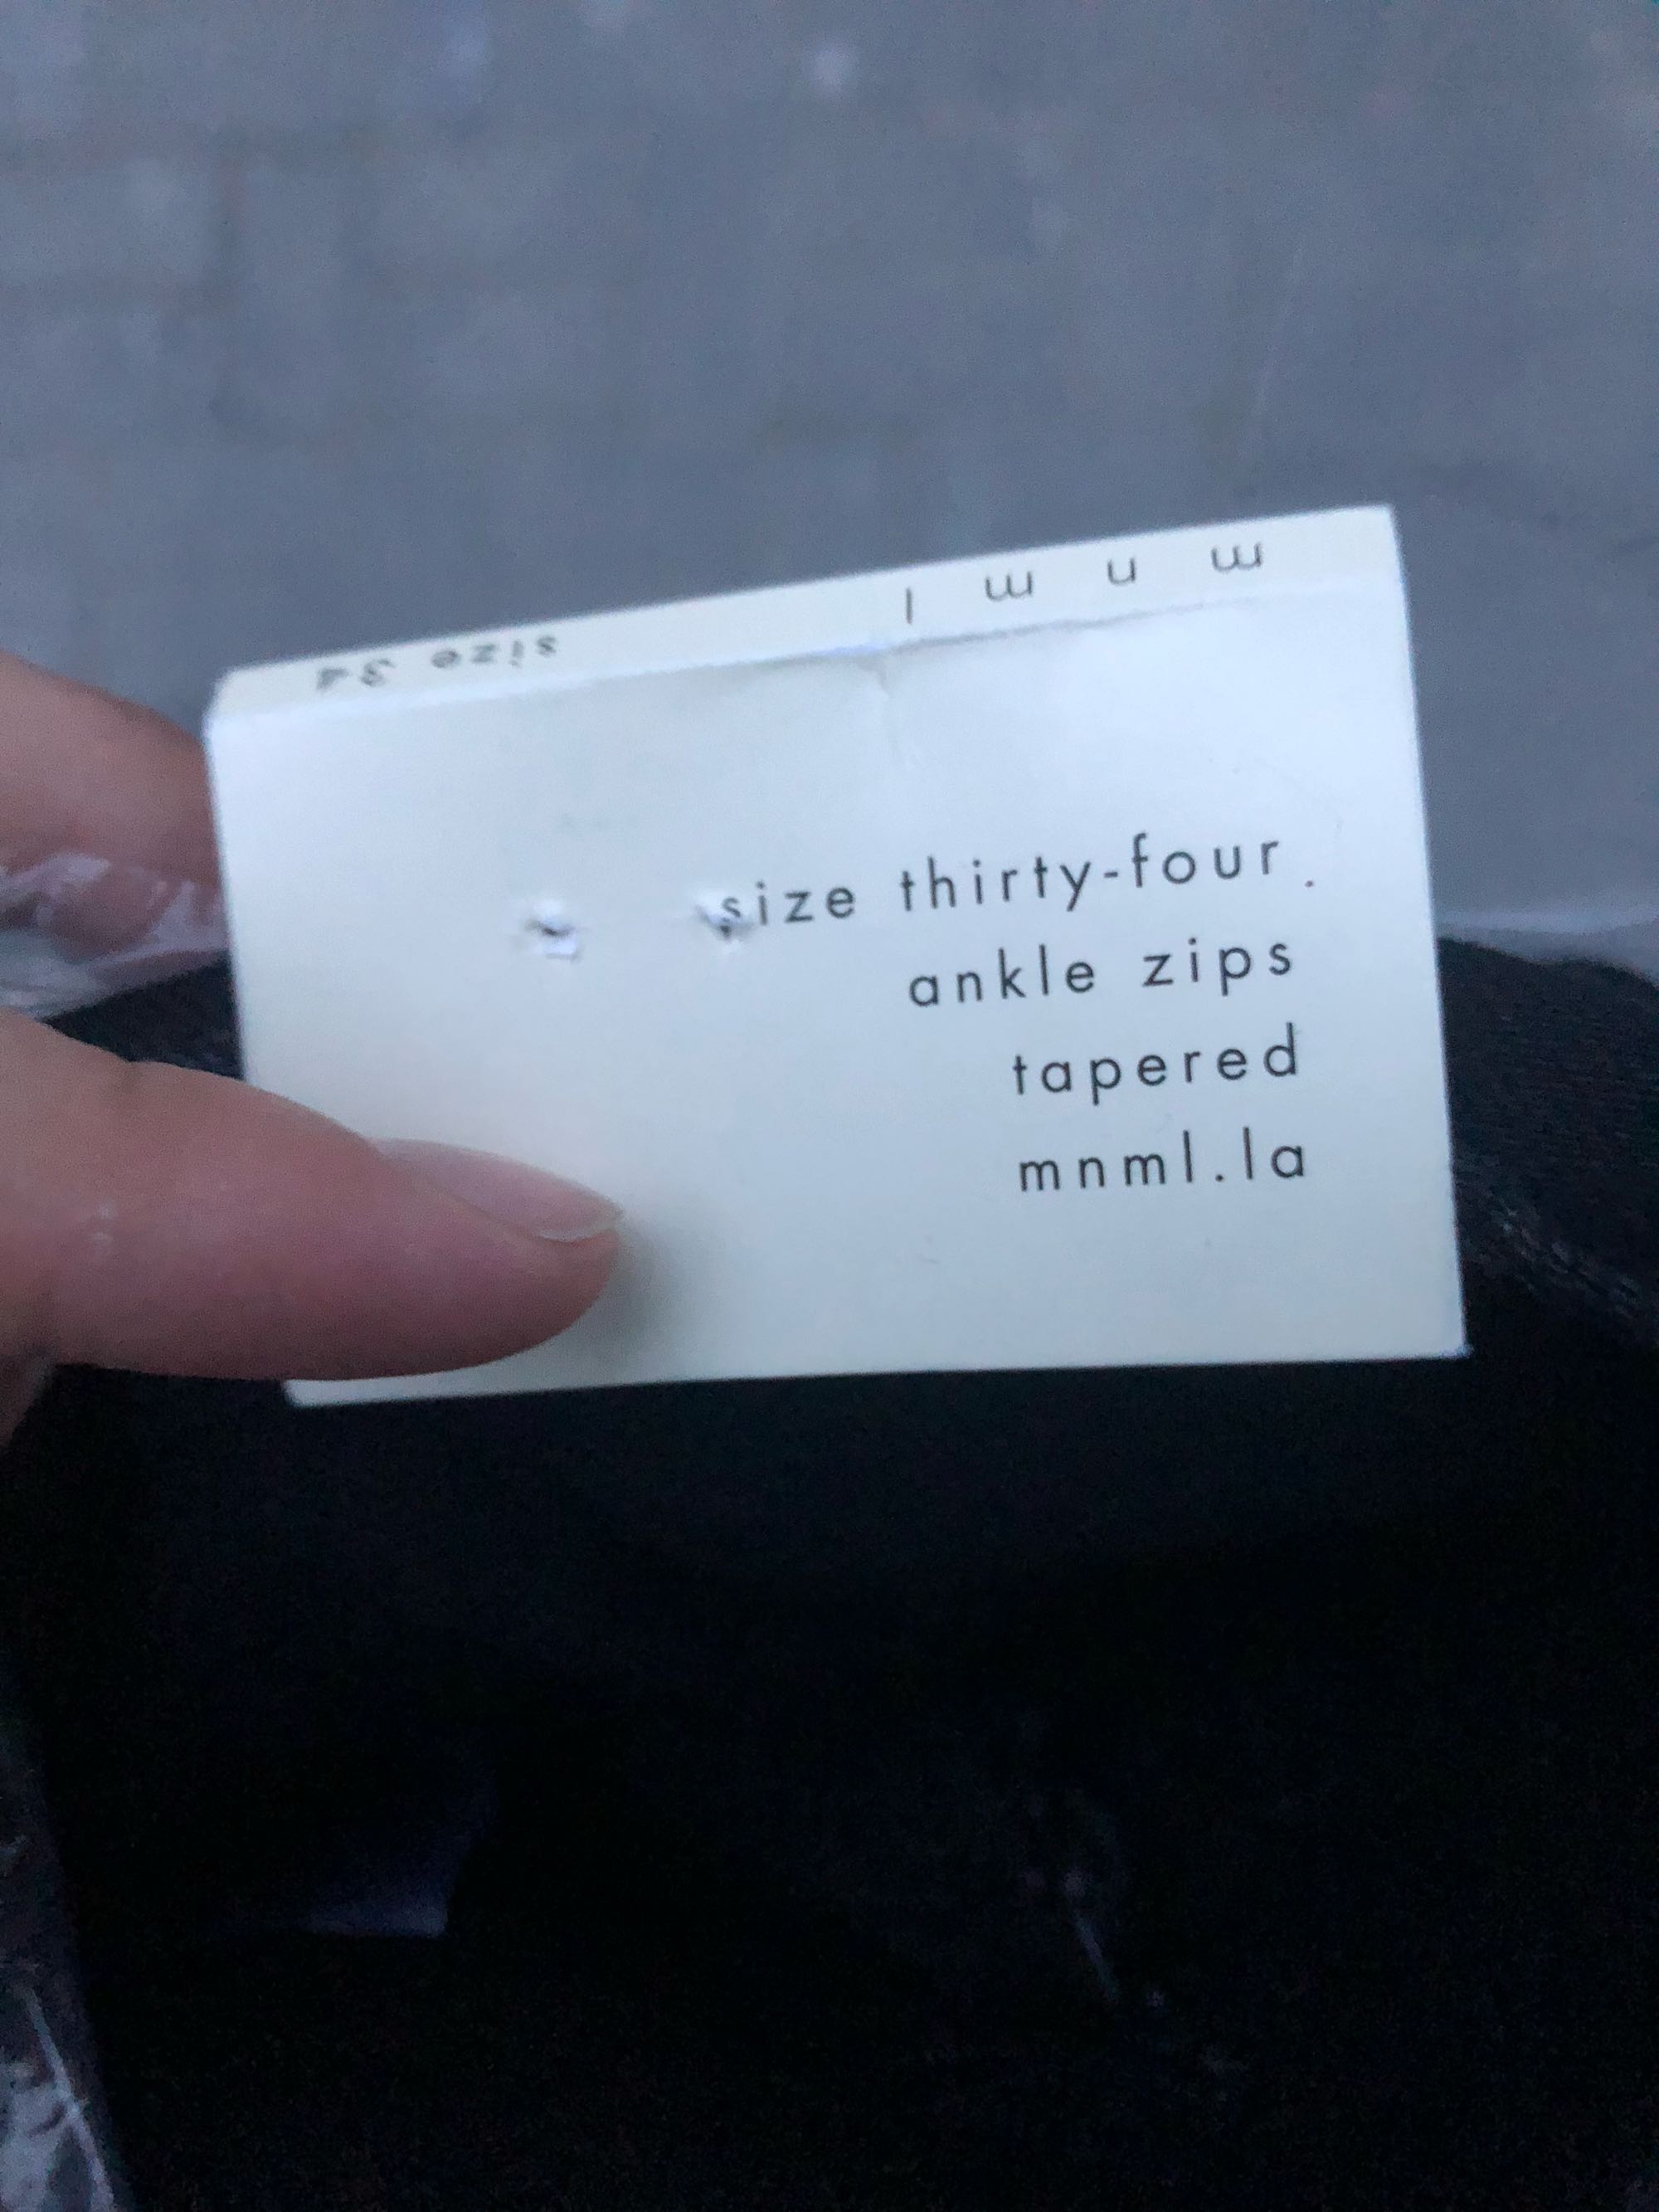 m n m l
size 34
size thirty-four.
ankle zips
tapered
mnml.la